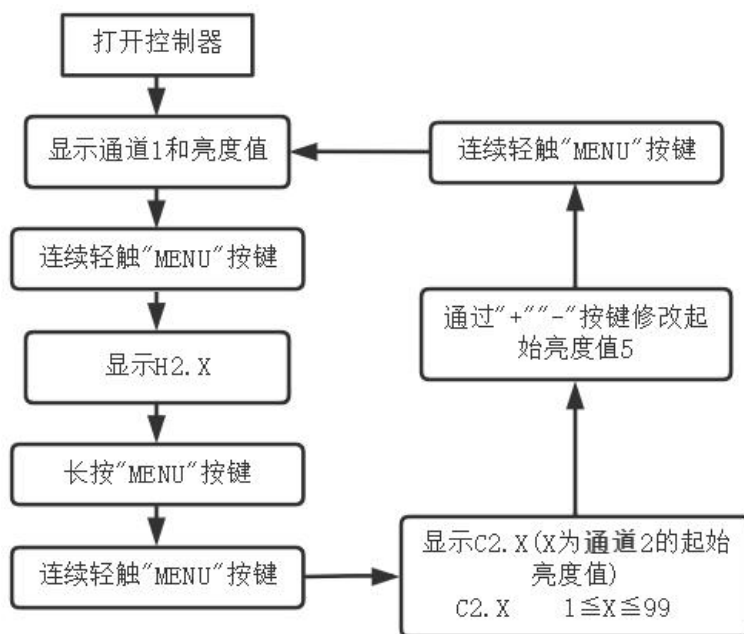 打开控制器
显示通道1和亮度值
连续轻触"MENU"按键
显示H2.X
长按"MENU"按键
连续轻触"MENU"按键
显示C2.X(X为通道2的起始
亮度值)
C2.X 1≦X≦99
通过"+""-"按键修改起
始亮度值5
连续轻触"MENU"按键